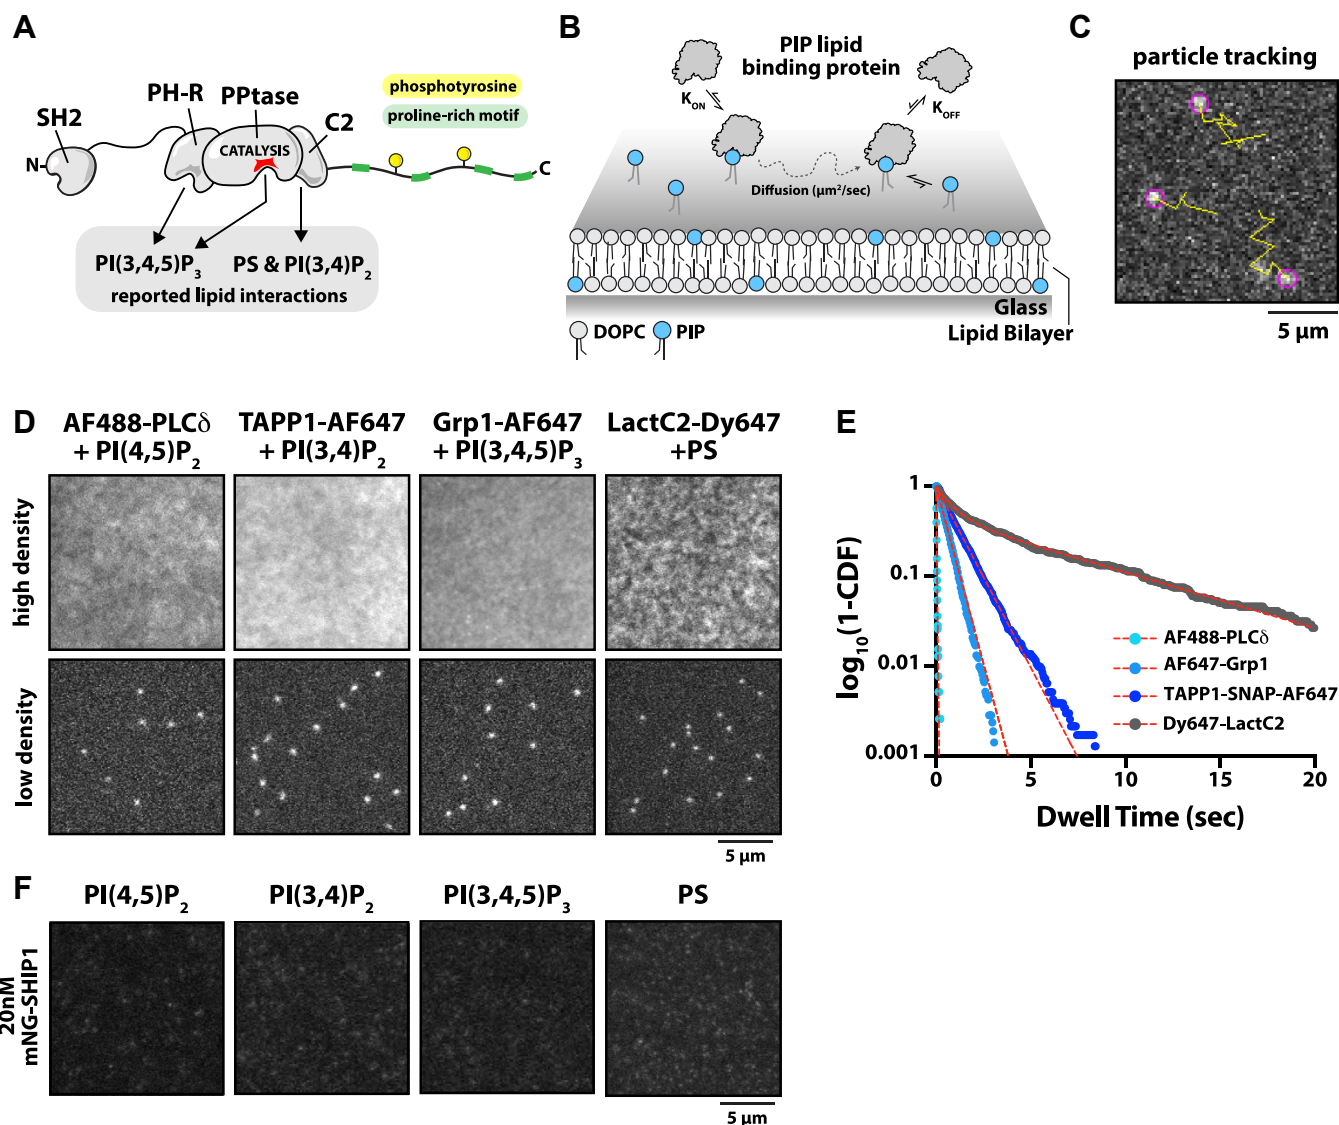 A
SH2
PH-R
PPtase
C2
CATALYSIS
N-
C
phosphotyrosine
proline-rich motif
PI(3,4,5)P3
PS & PI(3,4)P2
reported lipid interactions
B
PIP lipid
binding protein
KON
KOFF
Diffusion (μm²/sec)
Glass
Lipid Bilayer
DOPC
PIP
C
particle tracking
5 μm
D
AF488-PLCδ
+ PI(4,5)P2
TAPP1-AF647
+ PI(3,4)P2
Grp1-AF647
+ PI(3,4,5)P3
LactC2-Dy647
+PS
high density
low density
5 μm
E
log10(1-CDF)
1
0.1
0.01
0.001
0
5
10
15
20
Dwell Time (sec)
AF488-PLCδ
AF647-Grp1
TAPP1-SNAP-AF647
Dy647-LactC2
F
PI(4,5)P2
PI(3,4)P2
PI(3,4,5)P3
PS
20nM
mNG-SHIP1
5 μm